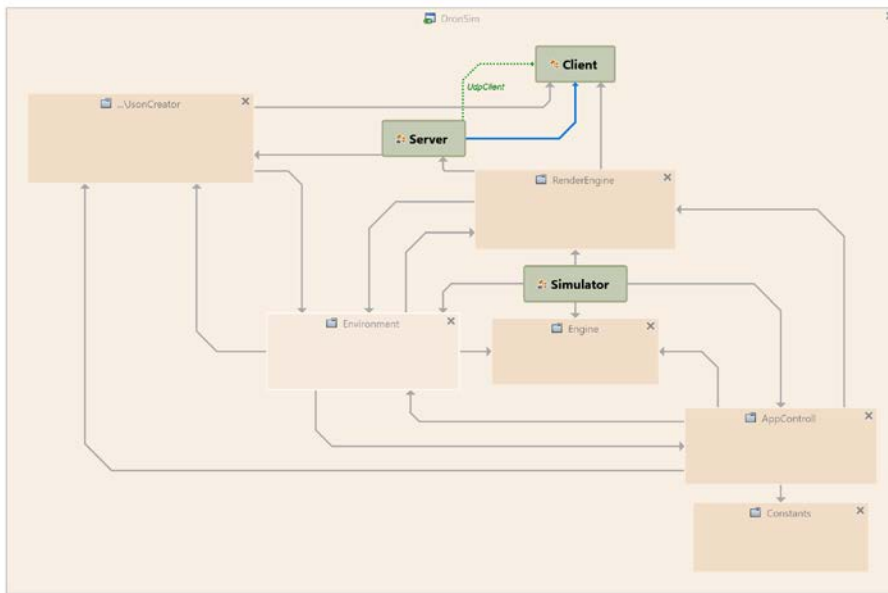 DronSim
Client
UdpClient
...\JsonCreator
Server
RenderEngine
Simulator
Environment
Engine
AppControll
Constants